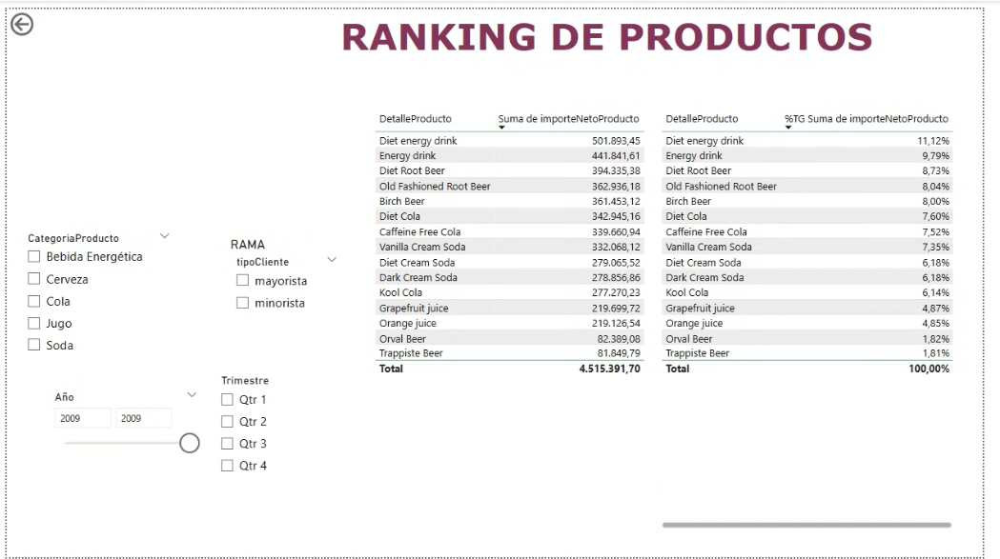 RANKING DE PRODUCTOS
DetalleProducto Suma de importeNetoProducto
Diet energy drink 501.893,45
Energy drink 441.841,61
Diet Root Beer 394.335,38
Old Fashioned Root Beer 362.936,18
Birch Beer 361.453,12
Diet Cola 342.945,16
Caffeine Free Cola 339.660,94
Vanilla Cream Soda 332.068,12
Diet Cream Soda 279.065,52
Dark Cream Soda 278.856,86
Kool Cola 277.270,23
Grapefruit juice 219.699,72
Orange juice 219.126,54
Orval Beer 82.389,08
Trappiste Beer 81.849,79
Total 4.515.391,70
DetalleProducto %TG Suma de importeNetoProducto
Diet energy drink 11,12%
Energy drink 9,79%
Diet Root Beer 8,73%
Old Fashioned Root Beer 8,04%
Birch Beer 8,00%
Diet Cola 7,60%
Caffeine Free Cola 7,52%
Vanilla Cream Soda 7,35%
Diet Cream Soda 6,18%
Dark Cream Soda 6,18%
Kool Cola 6,14%
Grapefruit juice 4,87%
Orange juice 4,85%
Orval Beer 1,82%
Trappiste Beer 1,81%
Total 100,00%
CategoriaProducto
Bebida Energética
Cerveza
Cola
Jugo
Soda
RAMA
tipoCliente
mayorista
minorista
Año
2009 2009
Trimestre
Qtr 1
Qtr 2
Qtr 3
Qtr 4